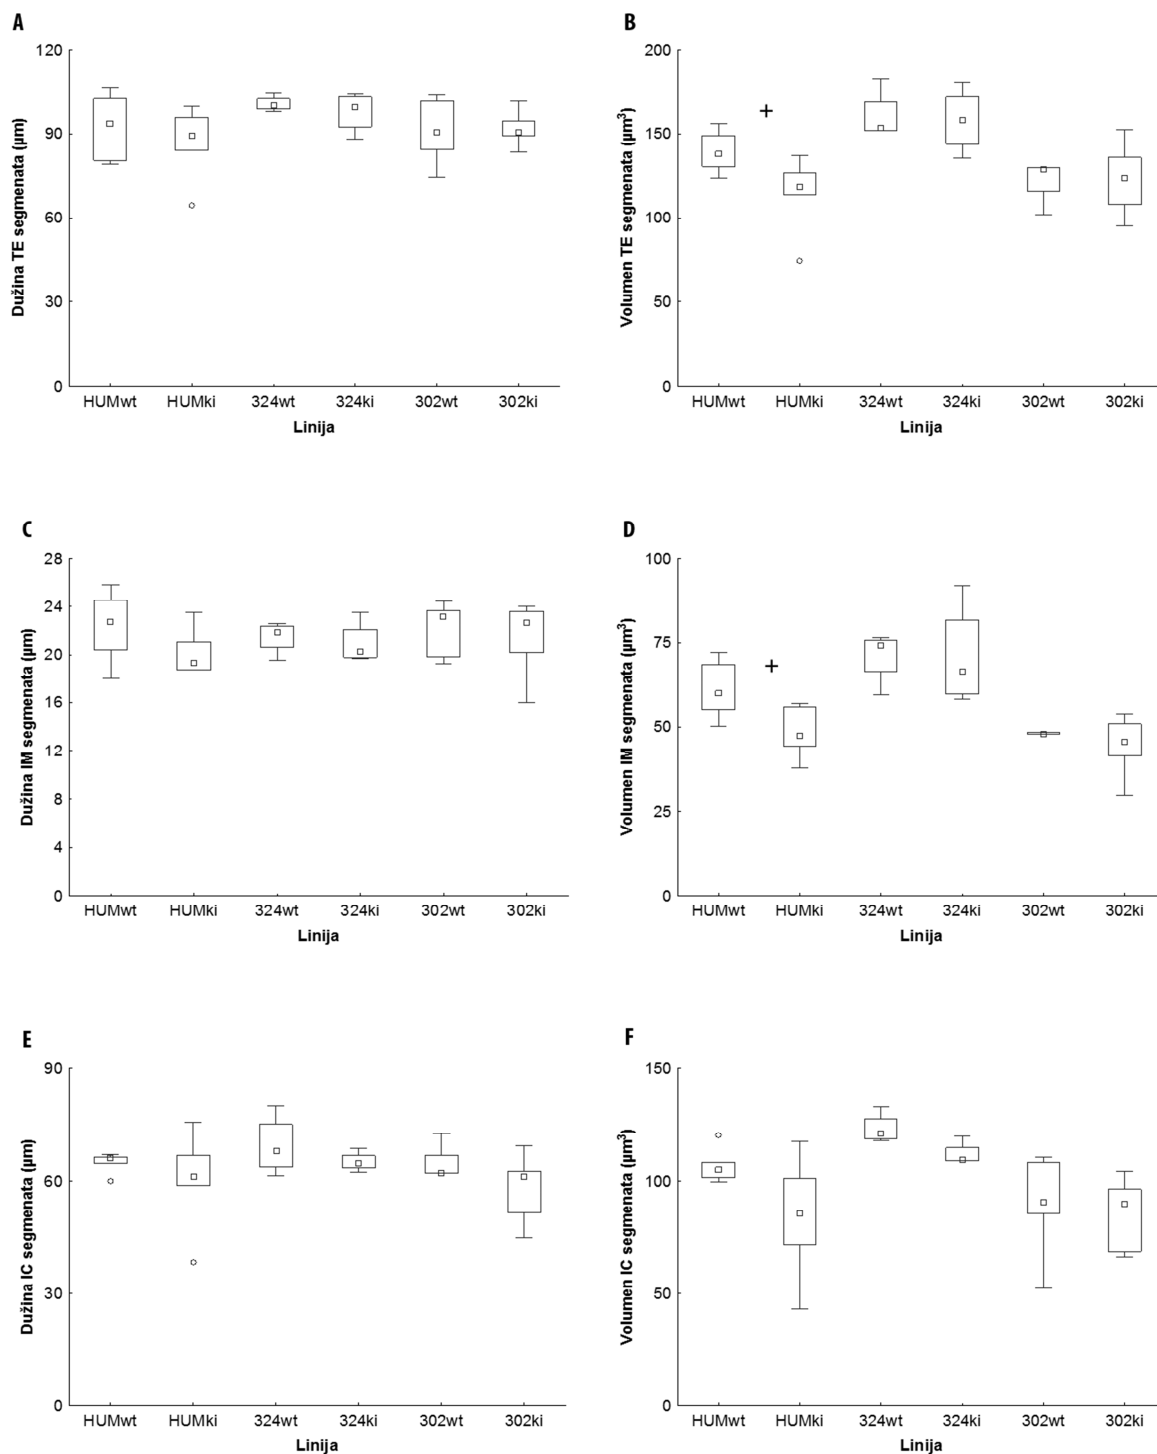 A
Dužina TE segmenata (µm)
120
90
60
30
0
HUMwt HUMki 324wt 324ki 302wt 302ki
Linija
B
Volumen TE segmenata (µm³)
200
150
100
50
0
+
HUMwt HUMki 324wt 324ki 302wt 302ki
Linija
C
Dužina IM segmenata (µm)
28
24
20
16
12
8
4
0
HUMwt HUMki 324wt 324ki 302wt 302ki
Linija
D
Volumen IM segmenata (µm³)
100
75
50
25
0
+
HUMwt HUMki 324wt 324ki 302wt 302ki
Linija
E
Dužina IC segmenata (µm)
90
60
30
0
HUMwt HUMki 324wt 324ki 302wt 302ki
Linija
F
Volumen IC segmenata (µm³)
150
100
50
0
HUMwt HUMki 324wt 324ki 302wt 302ki
Linija